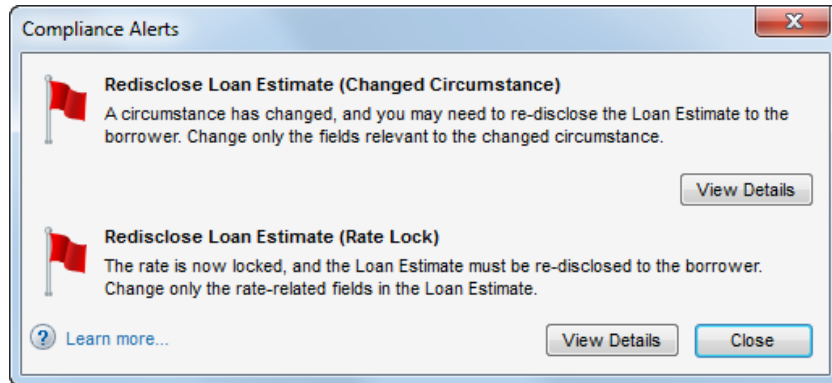 Compliance Alerts
Redisclose Loan Estimate (Changed Circumstance)
A circumstance has changed, and you may need to re-disclose the Loan Estimate to the
borrower. Change only the fields relevant to the changed circumstance.
View Details
Redisclose Loan Estimate (Rate Lock)
The rate is now locked, and the Loan Estimate must be re-disclosed to the borrower.
Change only the rate-related fields in the Loan Estimate.
? Learn more... View Details Close